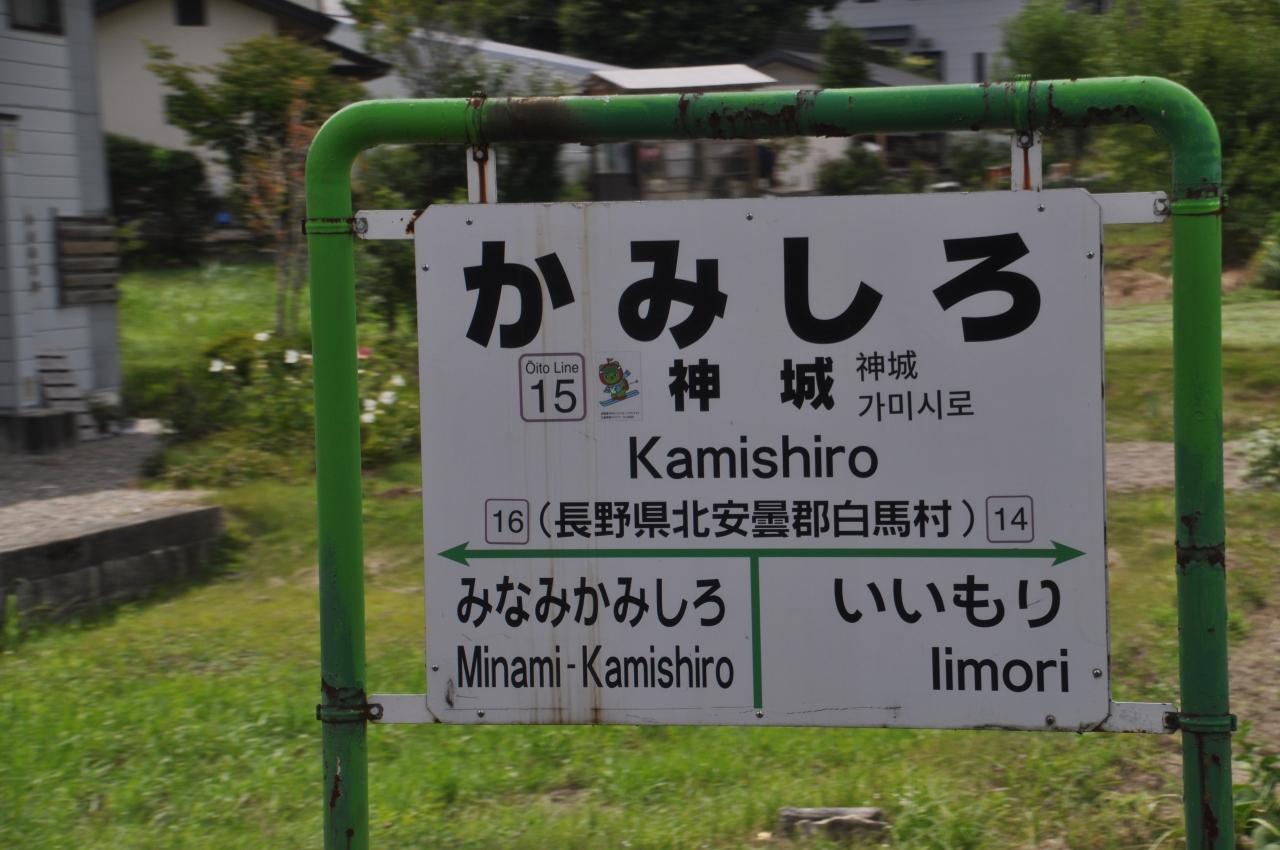 かみしろ
Ōito Line
15
神城
神城
가미시로
Kamishiro
16 (長野県北安曇郡白馬村) 14
みなみかみしろ いいもり
Minami-Kamishiro Iimori